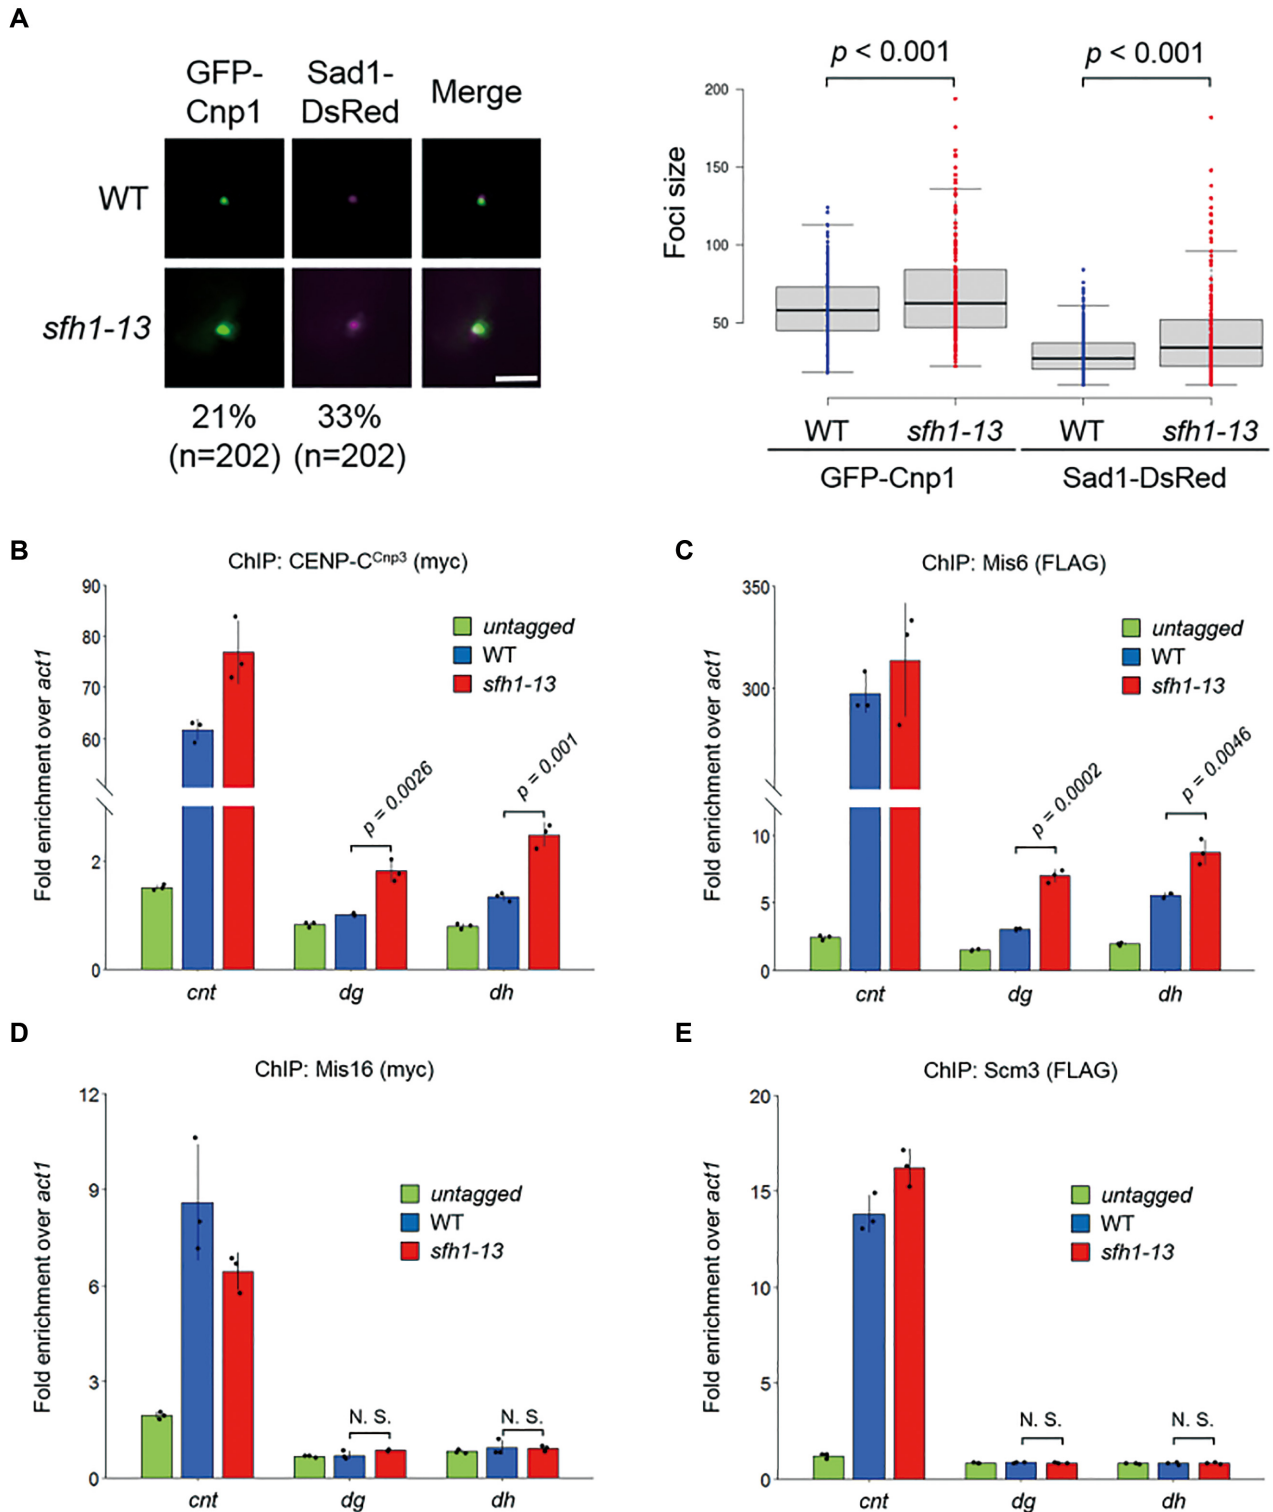 A
GFP-
Cnp1
Sad1-
DsRed
Merge
WT
sfh1-13
21%
(n=202)
33%
(n=202)
p < 0.001
p < 0.001
Foci size
200
150
100
50
WT
sfh1-13
WT
sfh1-13
GFP-Cnp1
Sad1-DsRed
B
ChIP: CENP-C^Cnp3 (myc)
Fold enrichment over act1
90
80
70
60
2
0
untagged
WT
sfh1-13
p = 0.0026
p = 0.001
cnt
dg
dh
C
ChIP: Mis6 (FLAG)
Fold enrichment over act1
350
300
10
5
0
untagged
WT
sfh1-13
p = 0.0002
p = 0.0046
cnt
dg
dh
D
ChIP: Mis16 (myc)
Fold enrichment over act1
12
9
6
3
0
untagged
WT
sfh1-13
N. S.
N. S.
cnt
dg
dh
E
ChIP: Scm3 (FLAG)
Fold enrichment over act1
20
15
10
5
0
untagged
WT
sfh1-13
N. S.
N. S.
cnt
dg
dh